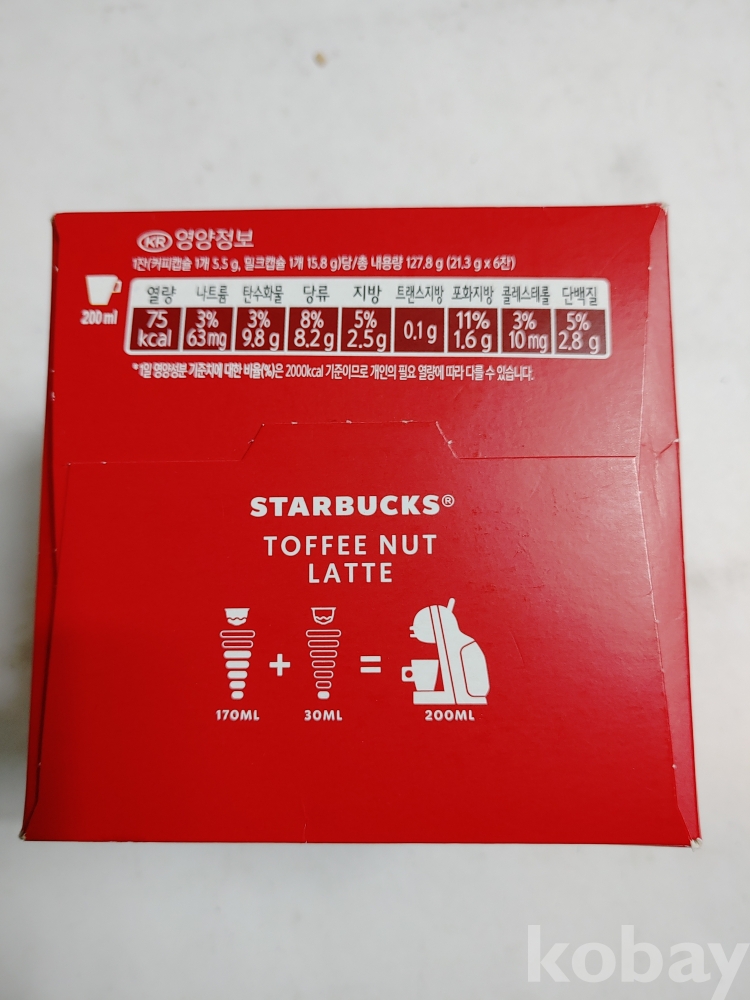 KR 영양정보
1잔(커피캡슐 1개 5.5 g, 밀크캡슐 1개 15.8 g)당/총 내용량 127.8 g (21.3 g x 6잔)
200 ml
열량 나트륨 탄수화물 당류 지방 트랜스지방 포화지방 콜레스테롤 단백질
75 3% 3% 8% 5% 0.1 g 11% 3% 5%
kcal 63 mg 9.8 g 8.2 g 2.5 g 1.6 g 10 mg 2.8 g
* 1일 영양성분 기준치에 대한 비율(%)은 2000kcal 기준이므로 개인의 필요 열량에 따라 다를 수 있습니다.
STARBUCKS®
TOFFEE NUT
LATTE
+ =
170ML 30ML 200ML
kobay